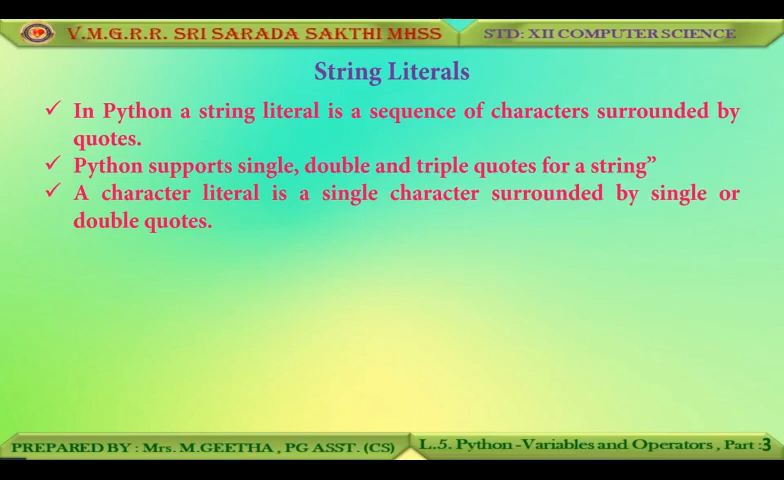 V.M.G.R.R. SRI SARADA SAKTHI MHSS
STD: XII COMPUTER SCIENCE
String Literals
✓ In Python a string literal is a sequence of characters surrounded by
quotes.
✓ Python supports single, double and triple quotes for a string”
✓ A character literal is a single character surrounded by single or
double quotes.
PREPARED BY : Mrs. M.GEETHA , PG ASST. (CS)
L.5. Python -Variables and Operators , Part :3